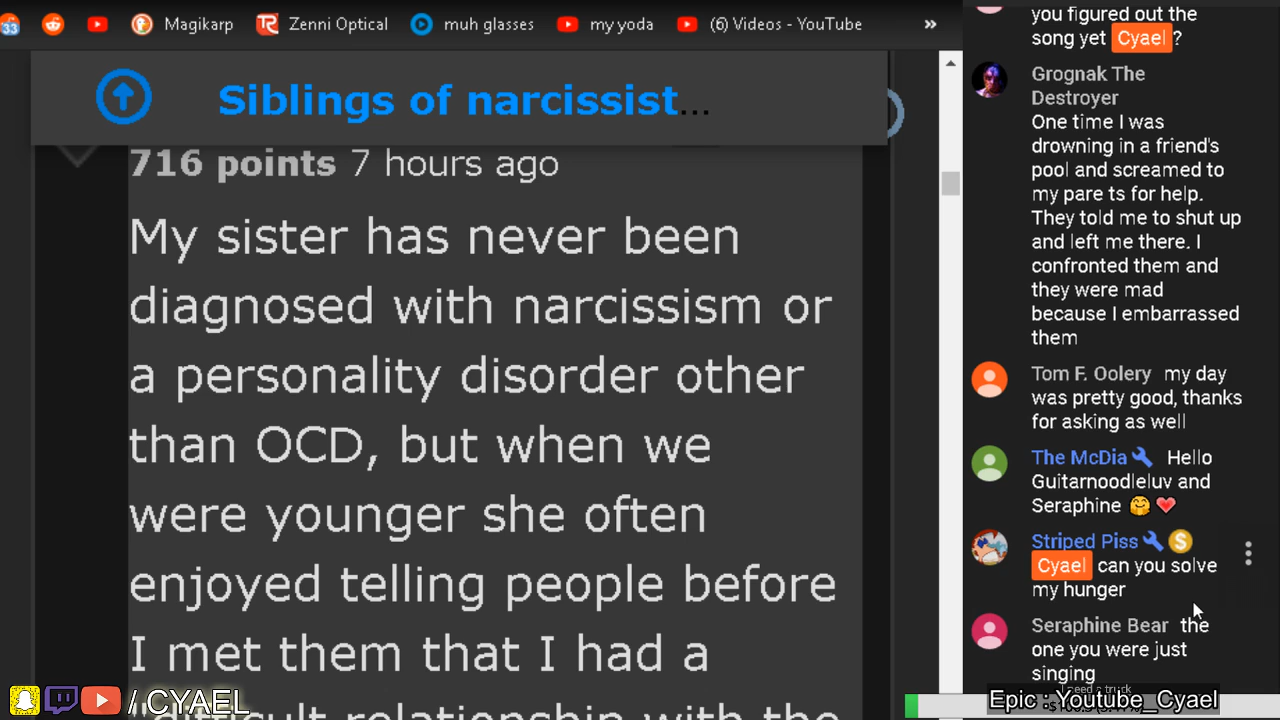 33
Magikarp
Zenni Optical
muh glasses
my yoda
(6) Videos - YouTube
»
Siblings of narcissist...
716 points 7 hours ago
My sister has never been
diagnosed with narcissism or
a personality disorder other
than OCD, but when we
were younger she often
enjoyed telling people before
I met them that I had a
"difficult relationship with the
you figured out the
song yet Cyael ?
Grognak The
Destroyer
One time I was
drowning in a friend's
pool and screamed to
my pare ts for help.
They told me to shut up
and left me there. I
confronted them and
they were mad
because I embarrassed
them
Tom F. Oolery my day
was pretty good, thanks
for asking as well
The McDia Hello
Guitarnoodleluv and
Seraphine 🤗 ❤️
Striped Piss
Cyael can you solve
my hunger
Seraphine Bear the
one you were just
singing
need a truck
Epic : Youtube_Cyael
/ CYAEL